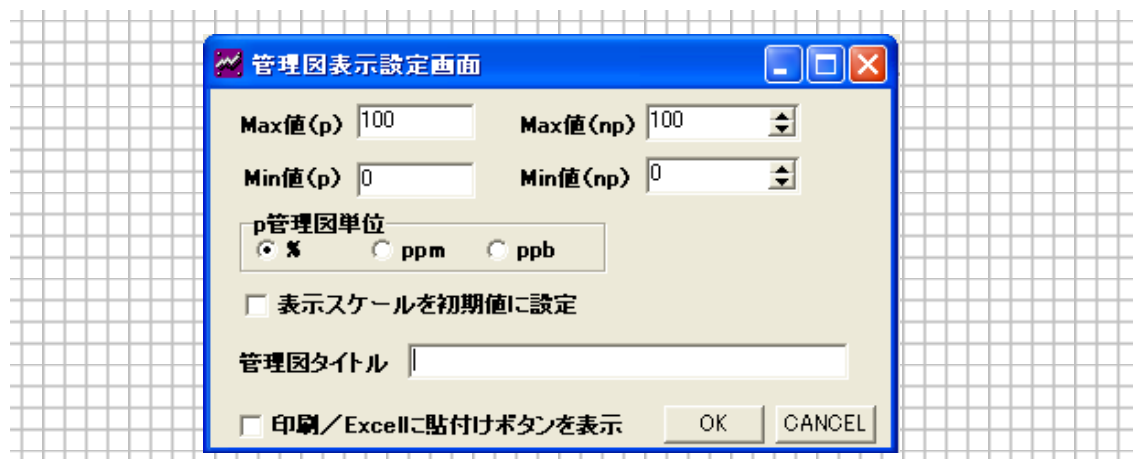 管理図表示設定画面
Max値(p) 100 Max値(np) 100
Min値(p) 0 Min値(np) 0
p管理図単位
% ppm ppb
表示スケールを初期値に設定
管理図タイトル
印刷／Excelに貼付けボタンを表示 OK CANCEL